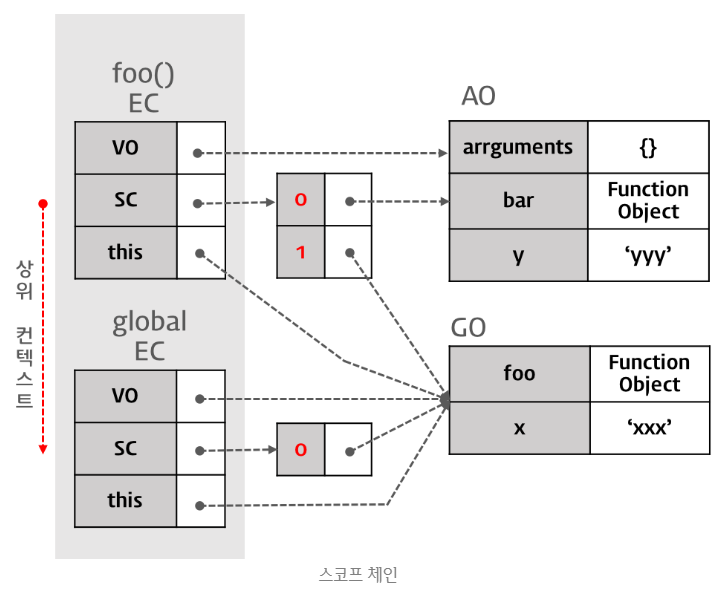 foo()
EC
VO
SC
this
0
1
AO
arrguments
{}
bar
Function
Object
y
‘yyy’
상위 컨텍스트
global
EC
VO
SC
this
0
GO
foo
Function
Object
x
‘xxx’
스코프 체인